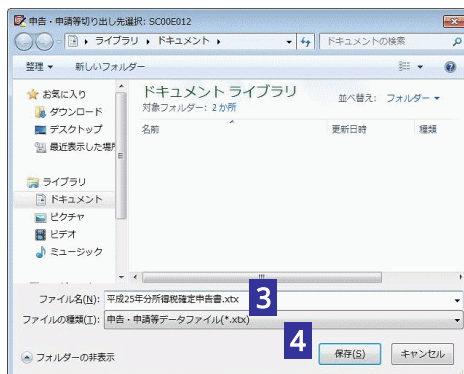 申告・申請等切り出し先選択: SC00E012
ライブラリ ドキュメント ドキュメントの検索
整理 新しいフォルダー
お気に入り
ダウンロード
デスクトップ
最近表示した場所
ライブラリ
ドキュメント
ピクチャ
ビデオ
ミュージック
ドキュメント ライブラリ
対象フォルダー: 2 か所
並べ替え: フォルダー
名前 更新日時 種類
ファイル名(N): 平成25年分所得税確定申告書.xtx
3
ファイルの種類(T): 申告・申請等データファイル(*.xtx)
4
フォルダーの非表示 保存(S) キャンセル